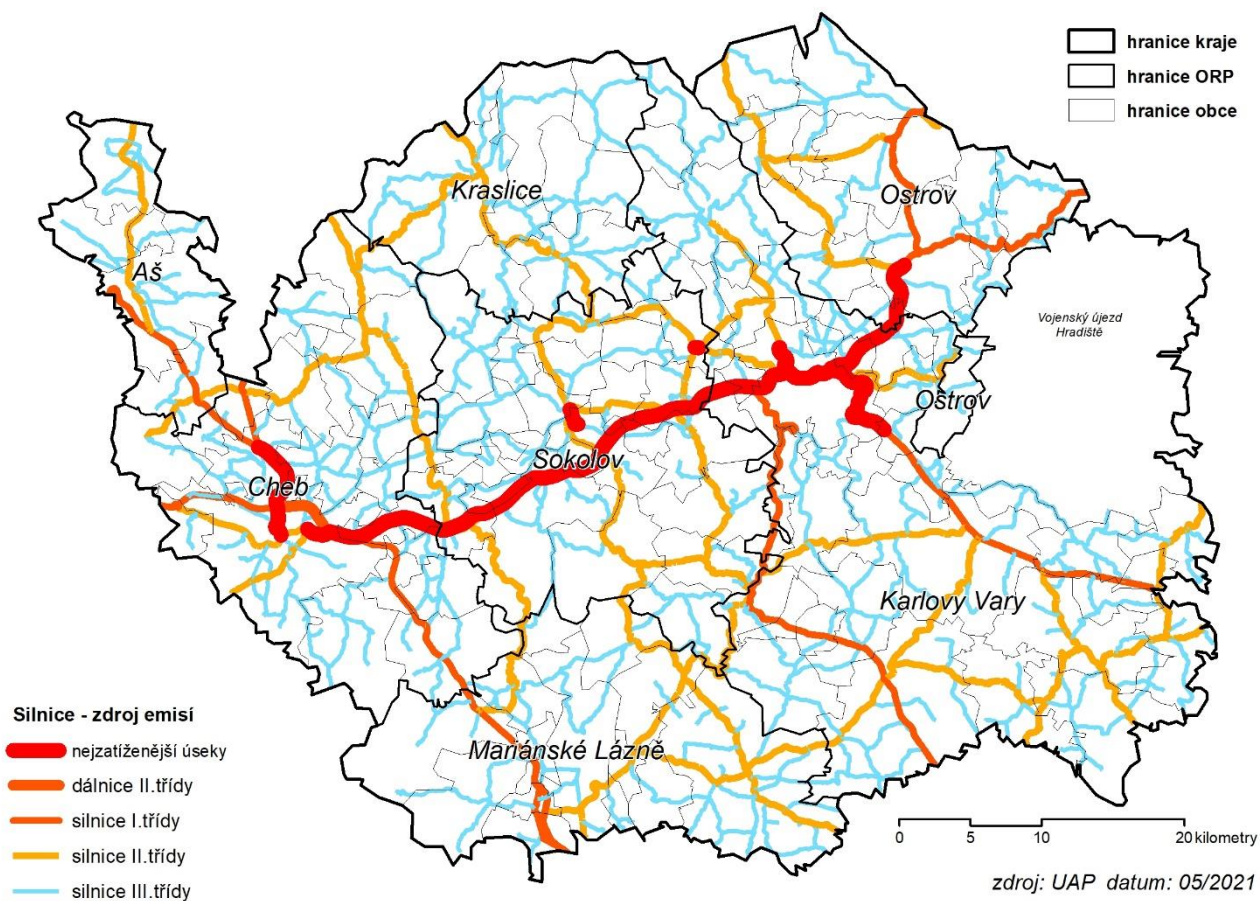 hranice kraje
hranice ORP
hranice obce
Kraslice
Ostrov
Aš
Vojenský újezd
Hradiště
Ostrov
Sokolov
Cheb
Karlovy Vary
Mariánské Lázně
Silnice - zdroj emisí
nejzatíženější úseky
dálnice II.třídy
silnice I.třídy
silnice II.třídy
silnice III.třídy
0 5 10 20 kilometry
zdroj: UAP datum: 05/2021